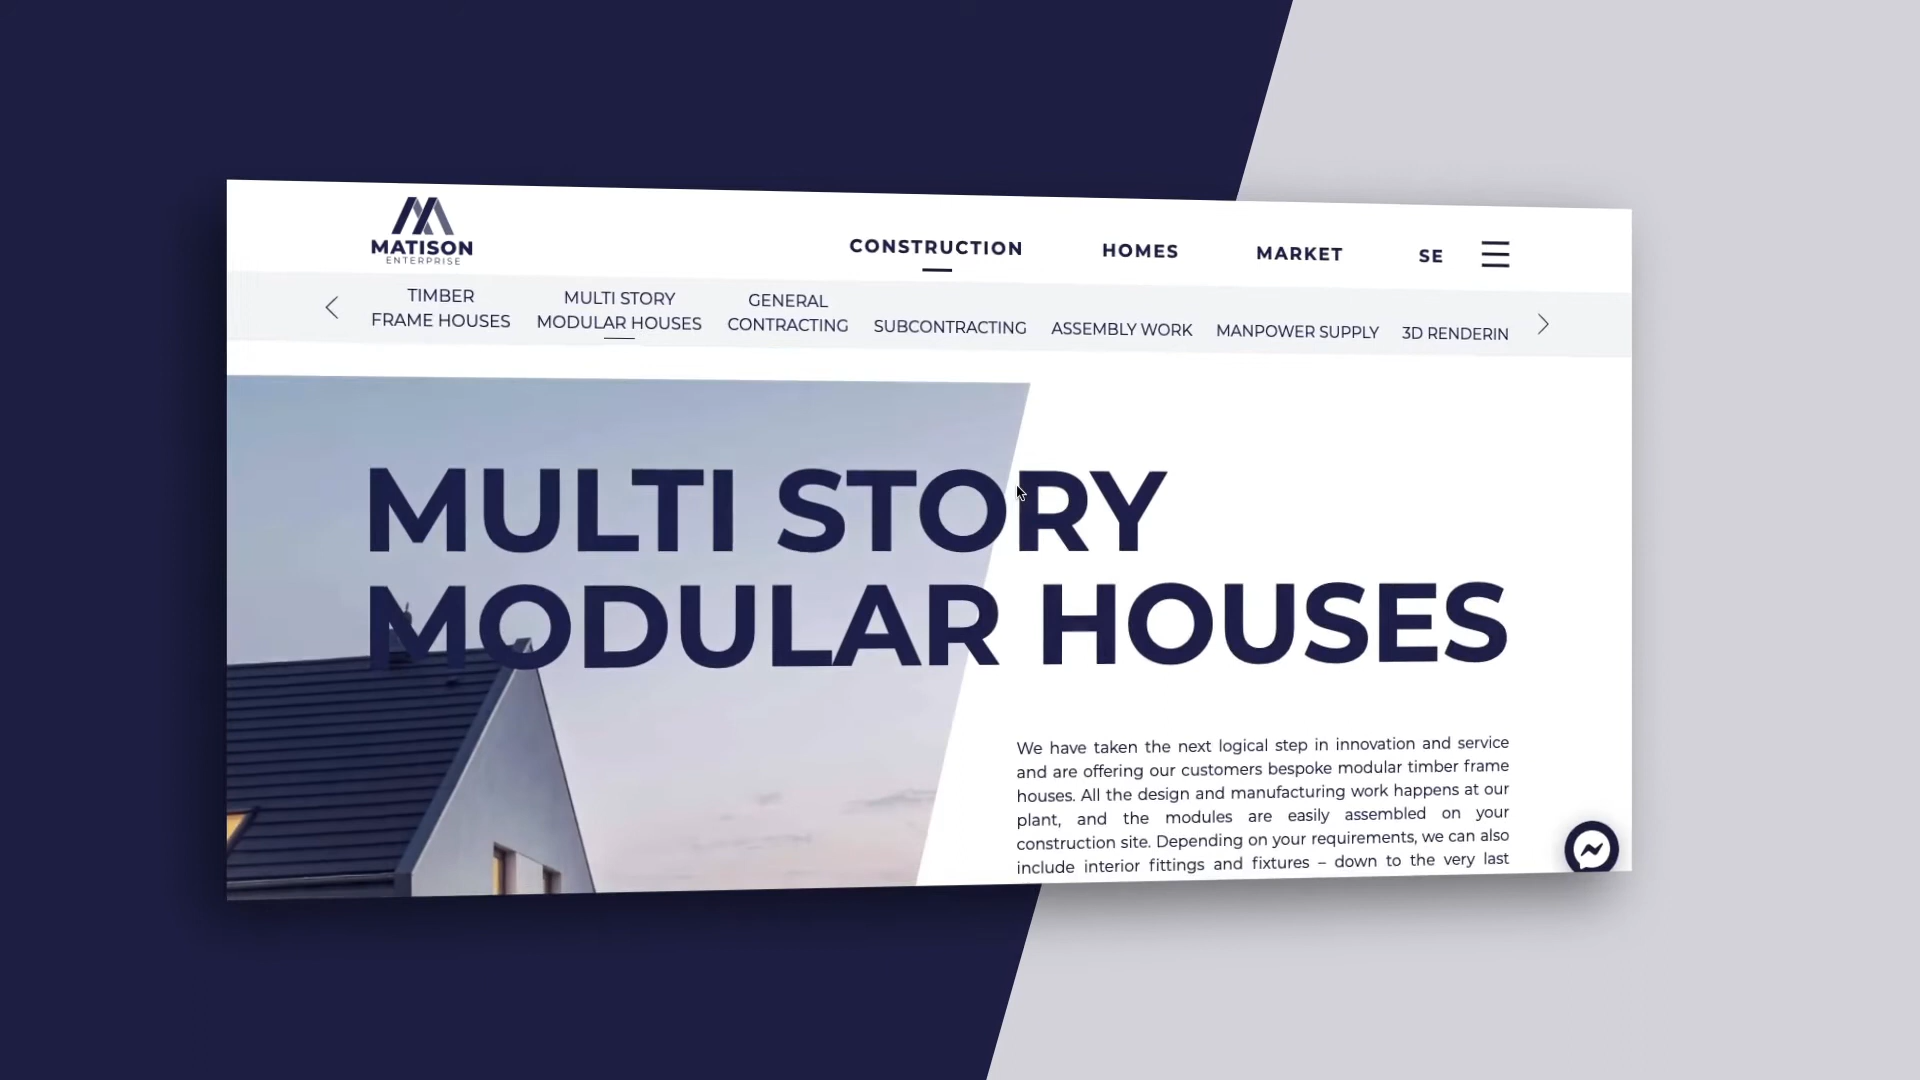 MATISON
ENTERPRISE
CONSTRUCTION
HOMES
MARKET
SE
TIMBER
FRAME HOUSES
MULTI STORY
MODULAR HOUSES
GENERAL
CONTRACTING
SUBCONTRACTING
ASSEMBLY WORK
MANPOWER SUPPLY
3D RENDERIN
MULTI STORY
MODULAR HOUSES
We have taken the next logical step in innovation and service
and are offering our customers bespoke modular timber frame
houses. All the design and manufacturing work happens at our
plant, and the modules are easily assembled on your
construction site. Depending on your requirements, we can also
include interior fittings and fixtures – down to the very last